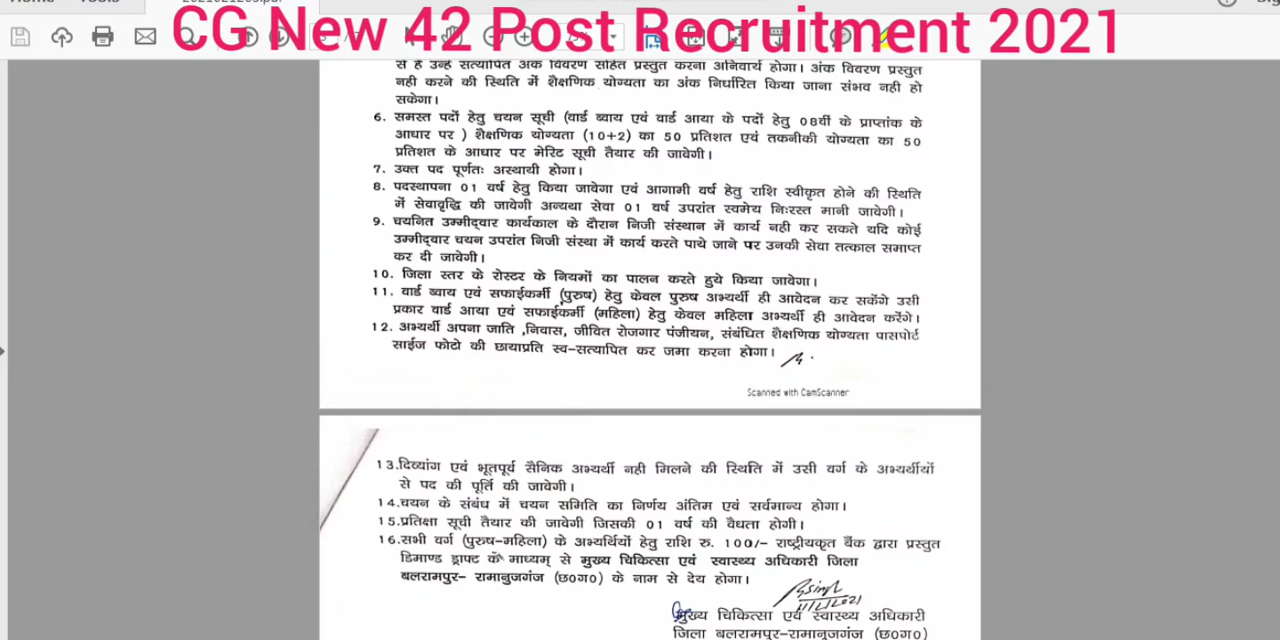 CG New 42 Post Recruitment 2021
से है उन्हे सत्यापित अंक विवरण सहित प्रस्तुत करना अनिवार्य होगा। अंक विवरण प्रस्तुत
नही करने की स्थिति में शैक्षणिक योग्यता का अंक निर्धारित किया जाना संभव नही हो
सकेगा।
6. समस्त पदों हेतु चयन सूची (वार्ड ब्वाय एवं वार्ड आया के पदों हेतु 08वीं के प्राप्तांक के
आधार पर ) शैक्षणिक योग्यता (10+2) का 50 प्रतिशत एवं तकनीकी योग्यता का 50
प्रतिशत के आधार पर मेरिट सूची तैयार की जावेगी।
7. उक्त पद पूर्णतः अस्थायी होगा।
8. पदस्थापना 01 वर्ष हेतु किया जावेगा एवं आगामी वर्ष हेतु राशि स्वीकृत होने की स्थिति
में सेवावृद्धि की जावेगी अन्यथा सेवा 01 वर्ष उपरांत स्वमेय निःरस्त मानी जावेगी।
9. चयनित उम्मीद्वार कार्यकाल के दौरान निजी संस्थान में कार्य नही कर सकते यदि कोई
उम्मीद्वार चयन उपरांत निजी संस्था में कार्य करते पाये जाने पर उनकी सेवा तत्काल समाप्त
कर दी जावेगी।
10. जिला स्तर के रोस्टर के नियमों का पालन करते हुये किया जावेगा।
11. वार्ड ब्वाय एवं सफाईकर्मी (पुरुष) हेतु केवल पुरुष अभ्यर्थी ही आवेदन कर सकेंगे उसी
प्रकार वार्ड आया एवं सफाईकर्मी (महिला) हेतु केवल महिला अभ्यर्थी ही आवेदन करेंगे।
12. अभ्यर्थी अपना जाति ,निवास, जीवित रोजगार पंजीयन, संबंधित शैक्षणिक योग्यता पासपोर्ट
साईज फोटो की छायाप्रति स्व-सत्यापित कर जमा करना होगा।
Scanned with CamScanner
13.दिव्यांग एवं भूतपूर्व सैनिक अभ्यर्थी नही मिलने की स्थिति में उसी वर्ग के अभ्यर्थीयों
से पद की पूर्ति की जावेगी।
14.चयन के संबंध में चयन समिति का निर्णय अंतिम एवं सर्वमान्य होगा।
15.प्रतिक्षा सूची तैयार की जावेगी जिसकी 01 वर्ष की वैधता होगी।
16.सभी वर्ग (पुरुष-महिला) के अभ्यर्थियों हेतु राशि रु. 100/- राष्ट्रीयकृत बैंक द्वारा प्रस्तुत
डिमाण्ड ड्राफ्ट के माध्यम् से मुख्य चिकित्सा एवं स्वास्थ्य अधिकारी जिला
बलरामपुर- रामानुजगंज (छ0ग0) के नाम से देय होगा।
11/2/2021
मुख्य चिकित्सा एवं स्वास्थ्य अधिकारी
जिला बलरामपुर-रामानुजगंज (छ0ग0)